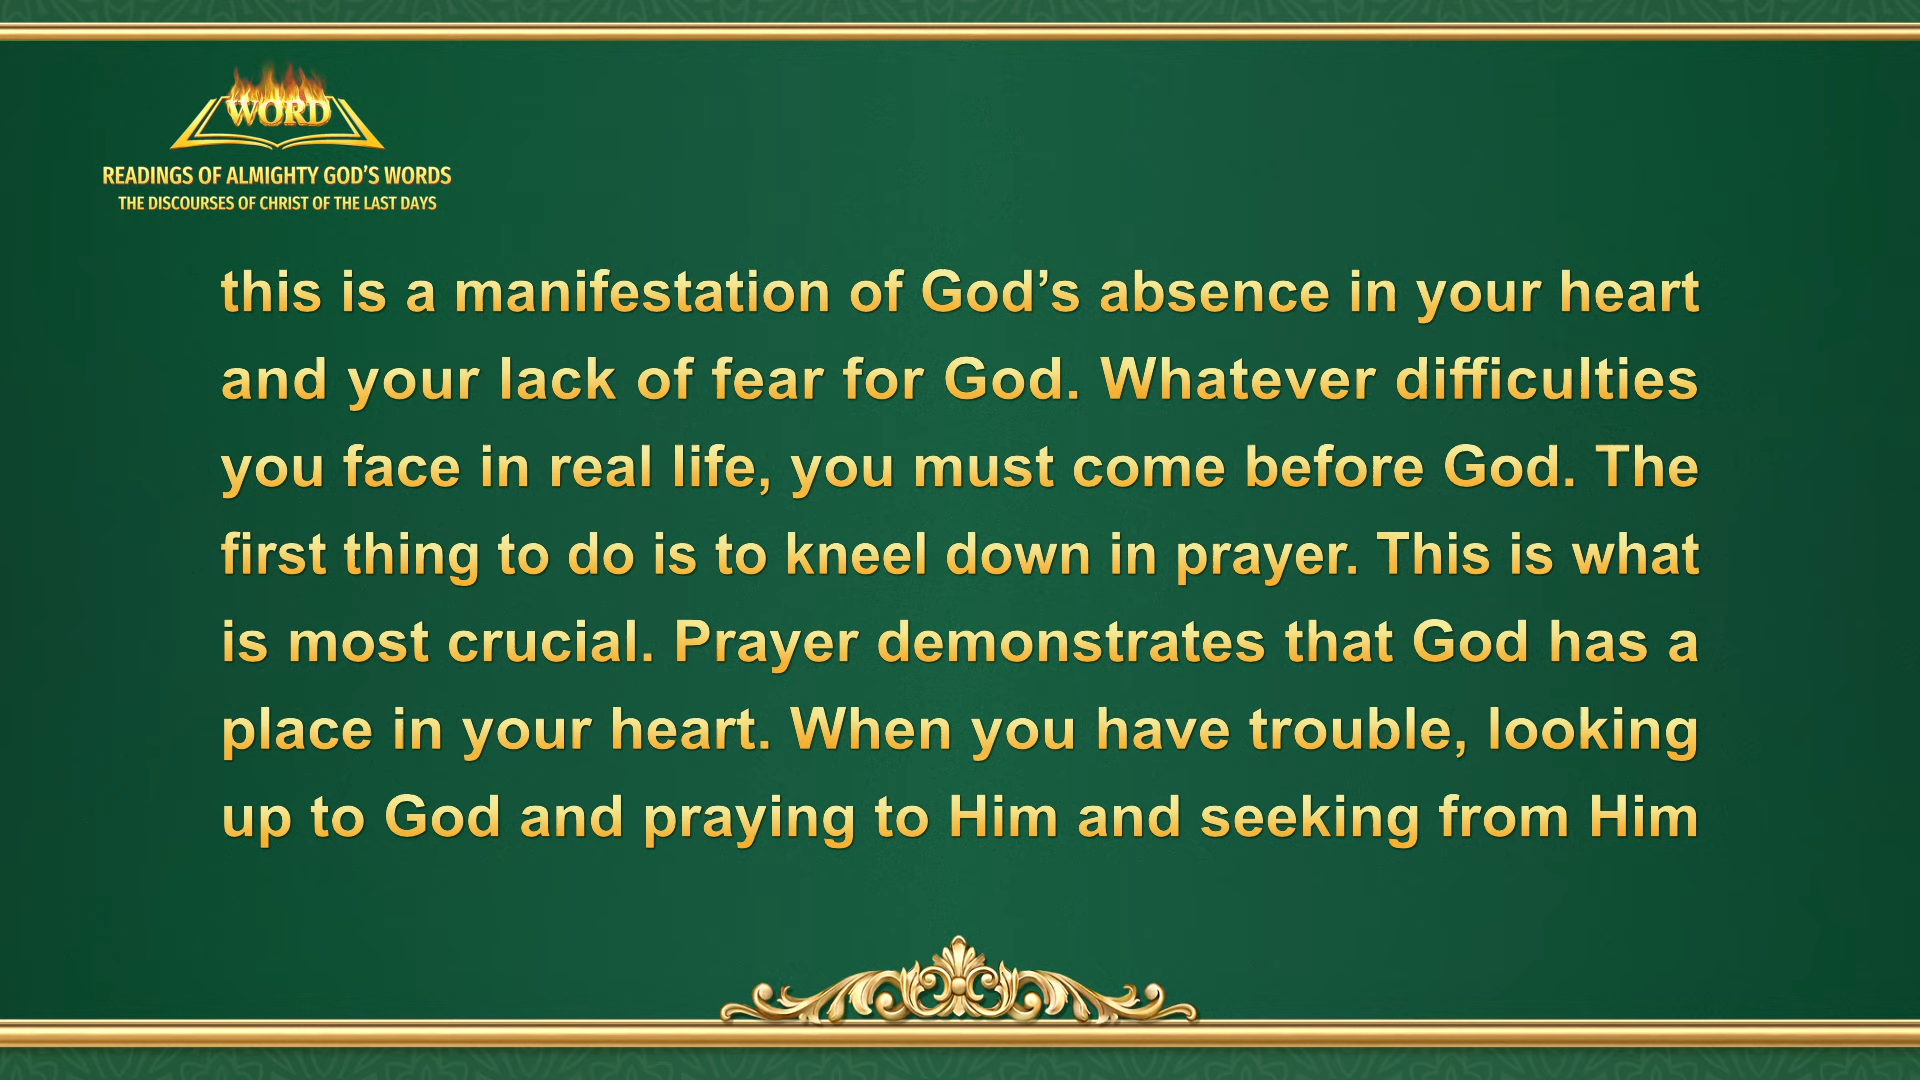 WORD
READINGS OF ALMIGHTY GOD’S WORDS
THE DISCOURSES OF CHRIST OF THE LAST DAYS
this is a manifestation of God’s absence in your heart
and your lack of fear for God. Whatever difficulties
you face in real life, you must come before God. The
first thing to do is to kneel down in prayer. This is what
is most crucial. Prayer demonstrates that God has a
place in your heart. When you have trouble, looking
up to God and praying to Him and seeking from Him